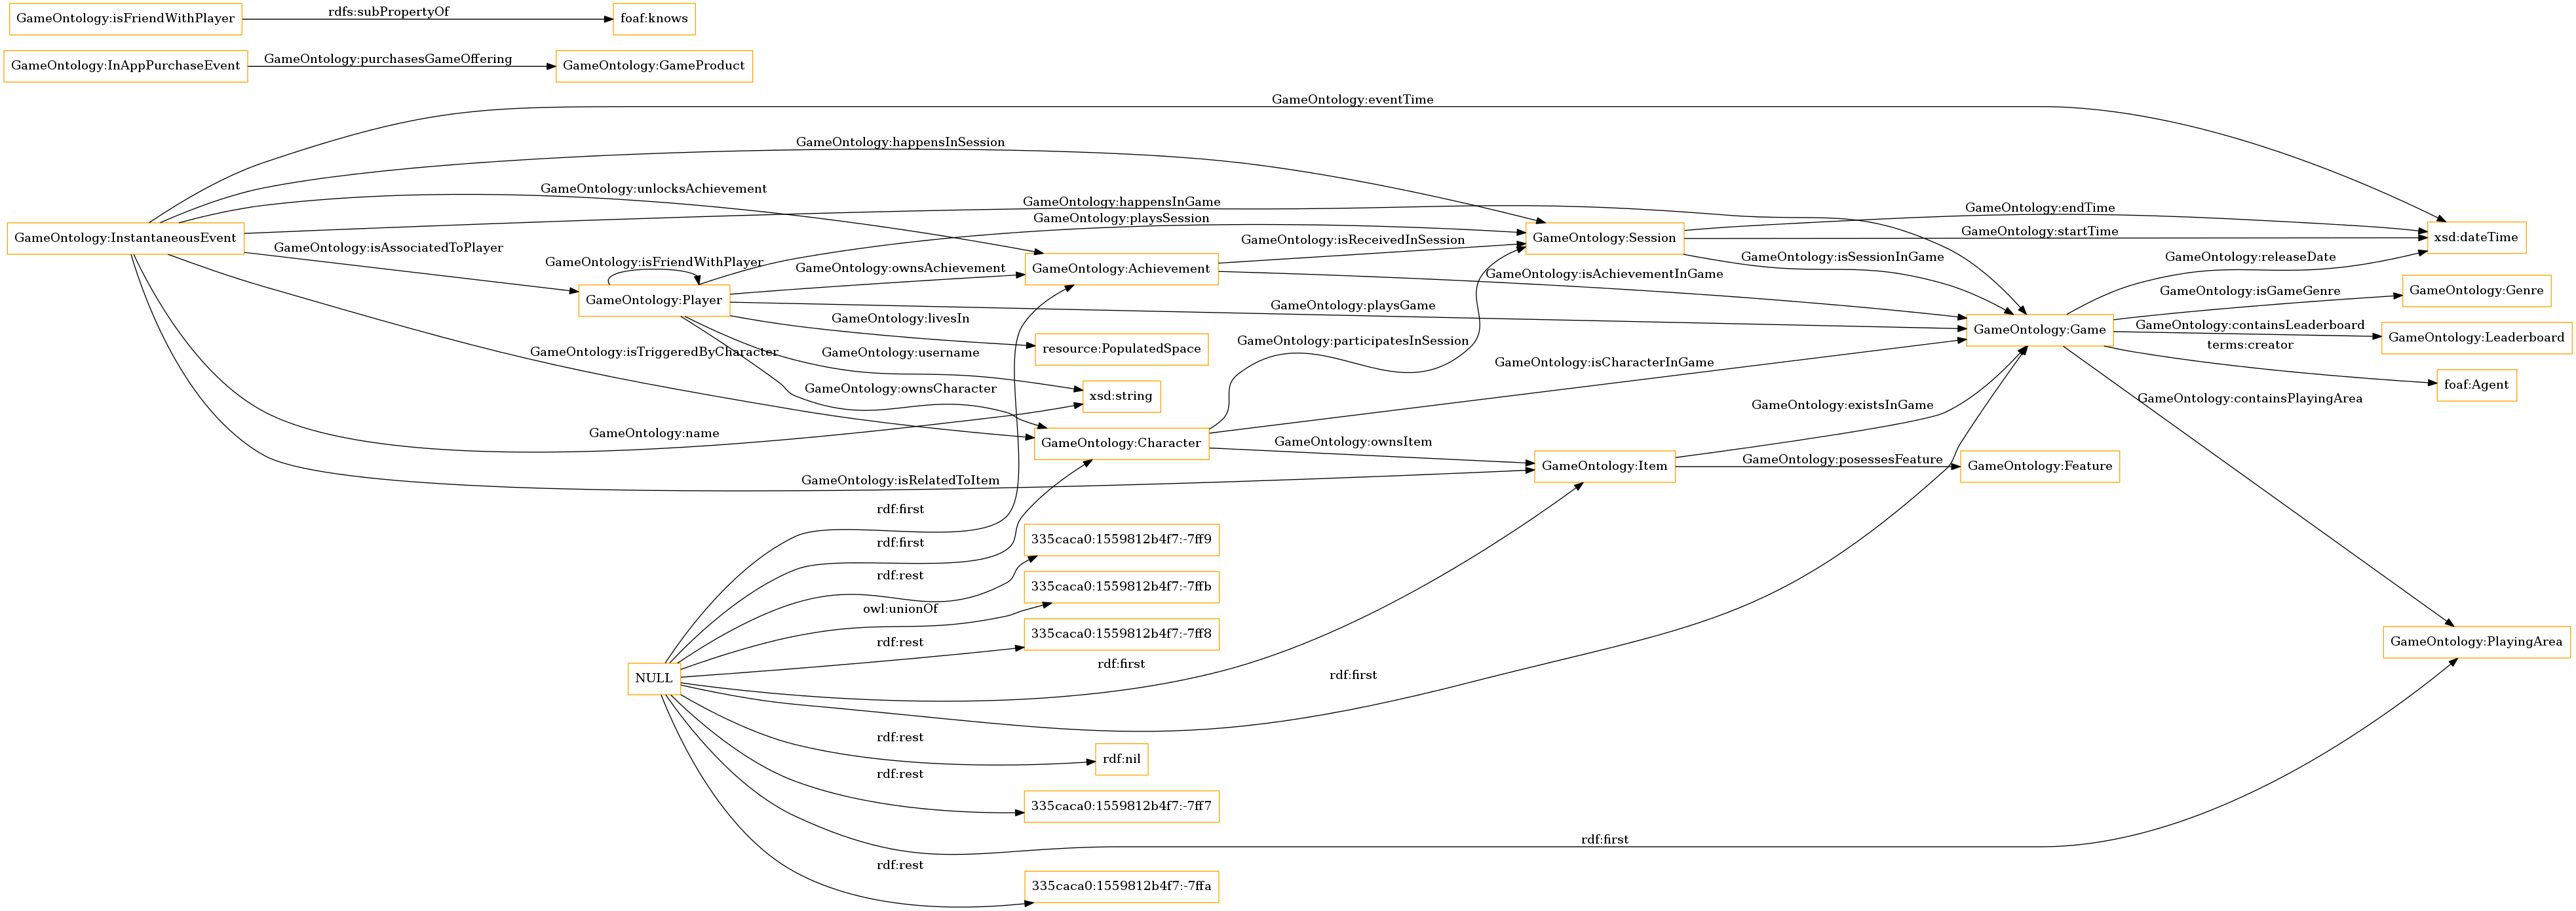 GameOntology:isFriendWithPlayer
rdfs:subPropertyOf
foaf:knows
GameOntology:InAppPurchaseEvent
GameOntology:purchasesGameOffering
GameOntology:GameProduct
GameOntology:eventTime
GameOntology:happensInSession
GameOntology:unlocksAchievement
GameOntology:happensInGame
GameOntology:playsSession
GameOntology:endTime
GameOntology:InstantaneousEvent
GameOntology:isAssociatedToPlayer
GameOntology:isReceivedInSession
GameOntology:Session
GameOntology:startTime
xsd:dateTime
GameOntology:isFriendWithPlayer
GameOntology:ownsAchievement
GameOntology:Achievement
GameOntology:isAchievementInGame
GameOntology:isSessionInGame
GameOntology:releaseDate
GameOntology:Player
GameOntology:playsGame
GameOntology:isGameGenre
GameOntology:Genre
GameOntology:livesIn
GameOntology:Game
GameOntology:containsLeaderboard
GameOntology:Leaderboard
GameOntology:isTriggeredByCharacter
GameOntology:username
resource:PopulatedSpace
GameOntology:participatesInSession
terms:creator
GameOntology:isCharacterInGame
foaf:Agent
GameOntology:ownsCharacter
xsd:string
GameOntology:existsInGame
GameOntology:containsPlayingArea
GameOntology:name
GameOntology:Character
GameOntology:ownsItem
GameOntology:Item
GameOntology:posessesFeature
GameOntology:Feature
GameOntology:isRelatedToItem
rdf:first
rdf:first
335caca0:1559812b4f7:-7ff9
rdf:rest
335caca0:1559812b4f7:-7ffb
owl:unionOf
335caca0:1559812b4f7:-7ff8
rdf:rest
GameOntology:PlayingArea
rdf:first
rdf:first
NULL
rdf:rest
rdf:nil
rdf:rest
335caca0:1559812b4f7:-7ff7
rdf:first
rdf:rest
335caca0:1559812b4f7:-7ffa